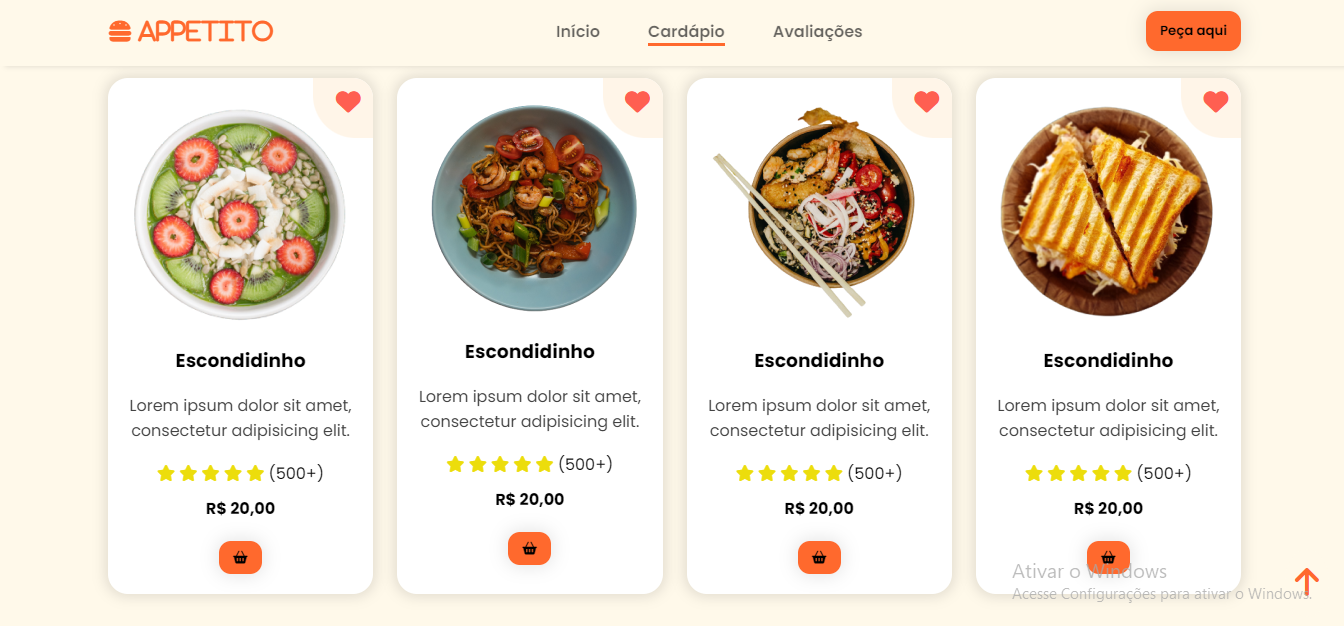 APPETITO
Início
Cardápio
Avaliações
Peça aqui
Escondidinho
Lorem ipsum dolor sit amet,
consectetur adipisicing elit.
(500+)
R$ 20,00
Escondidinho
Lorem ipsum dolor sit amet,
consectetur adipisicing elit.
(500+)
R$ 20,00
Escondidinho
Lorem ipsum dolor sit amet,
consectetur adipisicing elit.
(500+)
R$ 20,00
Escondidinho
Lorem ipsum dolor sit amet,
consectetur adipisicing elit.
(500+)
R$ 20,00
Ativar o Windows
Acesse Configurações para ativar o Windows.